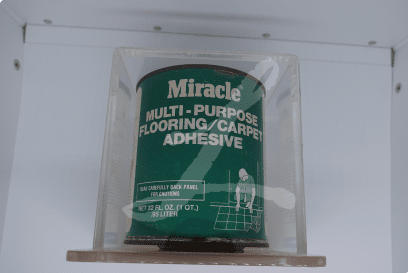 Miracle
MULTI-PURPOSE
FLOORING/CARPET
ADHESIVE
READ CAREFULLY BACK PANEL
FOR CAUTIONS
NET 32 FL. OZ. (1 QT.)
.95 LITER